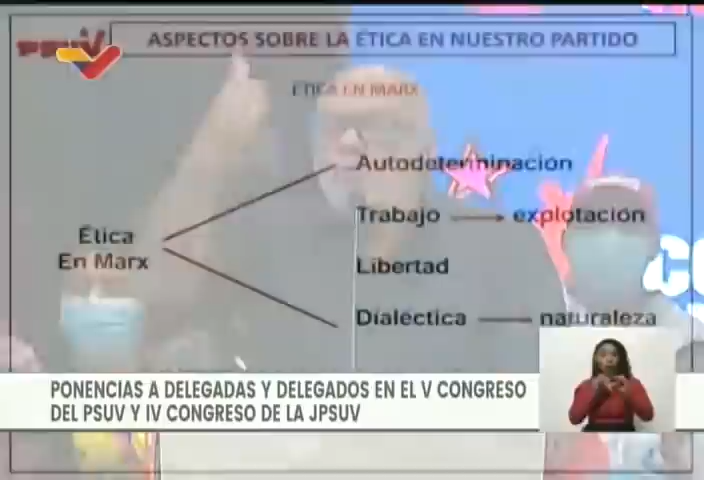 PSUV
ASPECTOS SOBRE LA ÉTICA EN NUESTRO PARTIDO
ÉTICA EN MARX
Autodeterminación
Trabajo explotación
Ética
En Marx
Libertad
Dialéctica naturaleza
PONENCIAS A DELEGADAS Y DELEGADOS EN EL V CONGRESO
DEL PSUV Y IV CONGRESO DE LA JPSUV